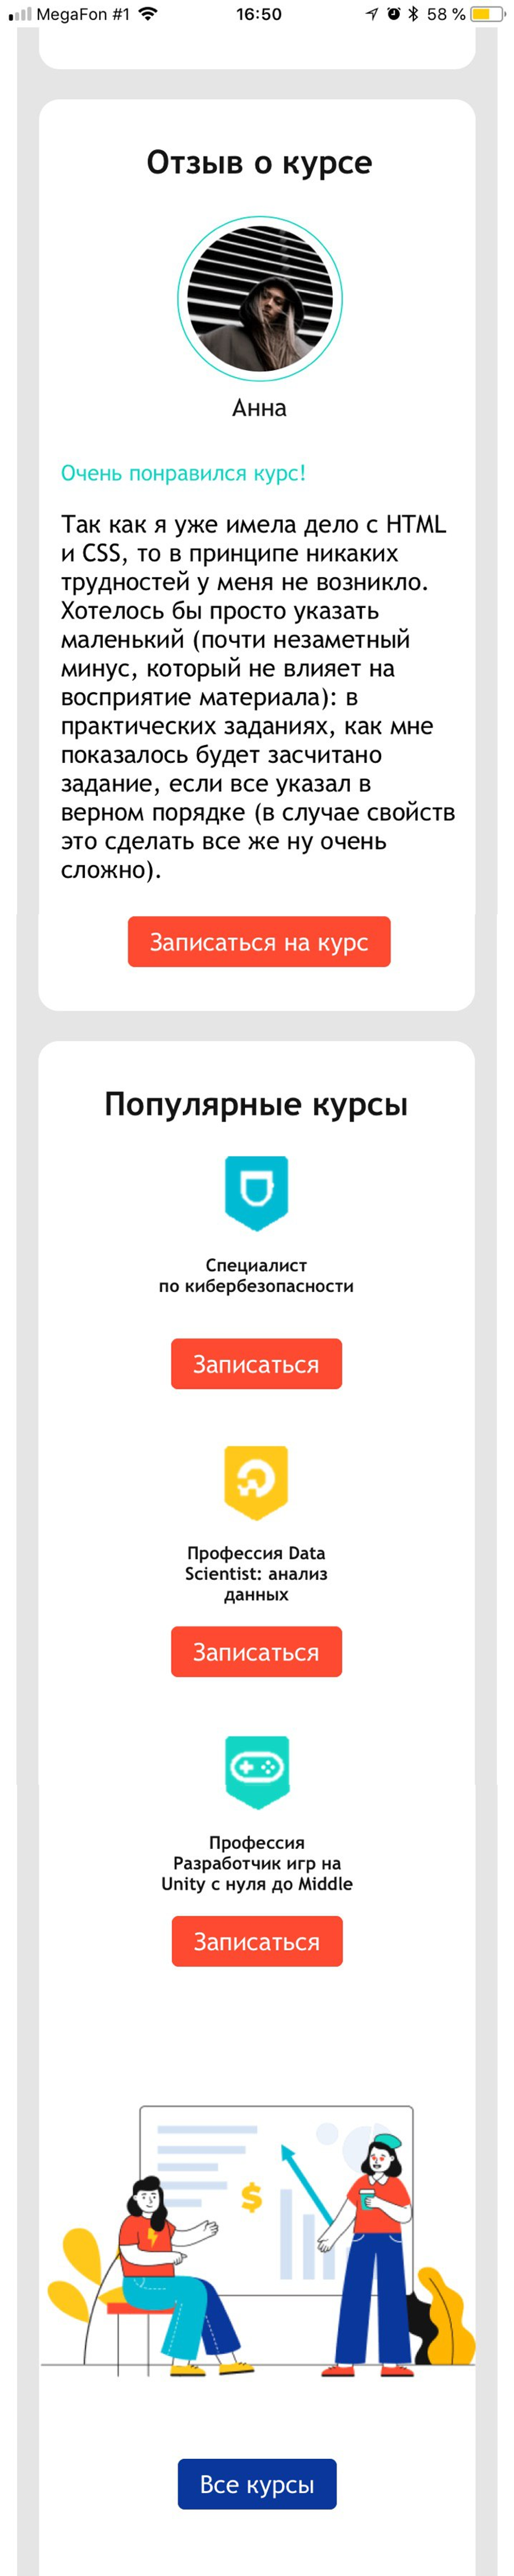 MegaFon #1 16:50 58 %
Отзыв о курсе
Анна
Очень понравился курс!
Так как я уже имела дело с HTML
и CSS, то в принципе никаких
трудностей у меня не возникло.
Хотелось бы просто указать
маленький (почти незаметный
минус, который не влияет на
восприятие материала): в
практических заданиях, как мне
показалось будет засчитано
задание, если все указал в
верном порядке (в случае свойств
это сделать все же ну очень
сложно).
Записаться на курс
Популярные курсы
Специалист
по кибербезопасности
Записаться
Профессия Data
Scientist: анализ
данных
Записаться
Профессия
Разработчик игр на
Unity с нуля до Middle
Записаться
$
Все курсы